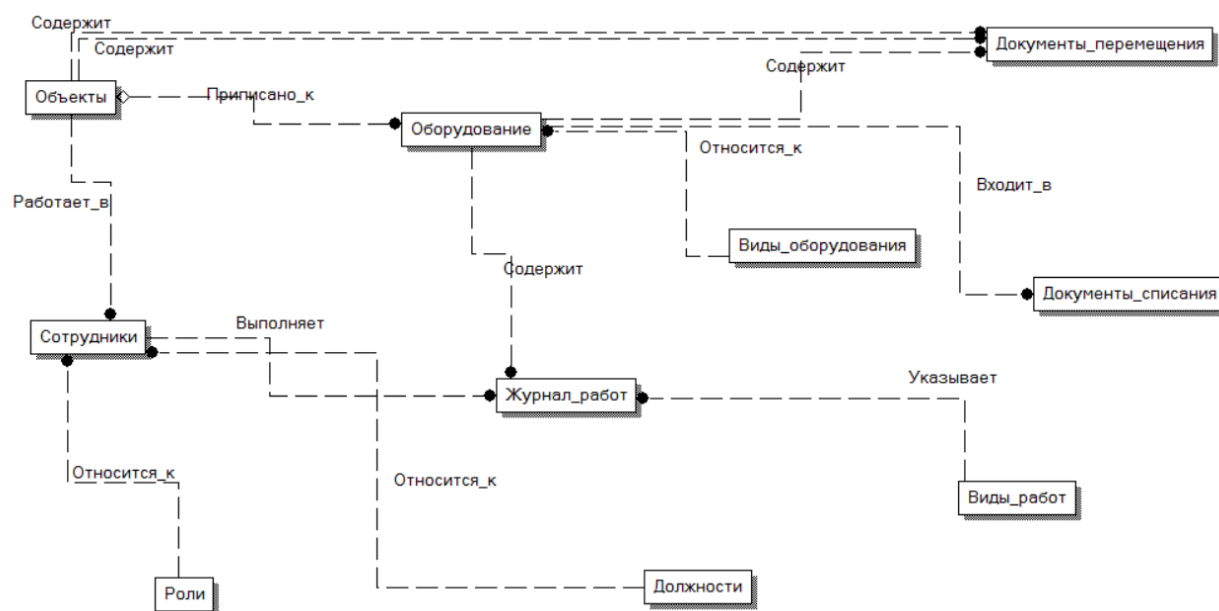 Содержит
Содержит
Документы_перемещения
Содержит
Объекты
Приписано_к
Оборудование
Относится_к
Входит_в
Работает_в
Виды_оборудования
Содержит
Документы_списания
Сотрудники
Выполняет
Журнал_работ
Указывает
Относится_к
Относится_к
Виды_работ
Роли
Должности